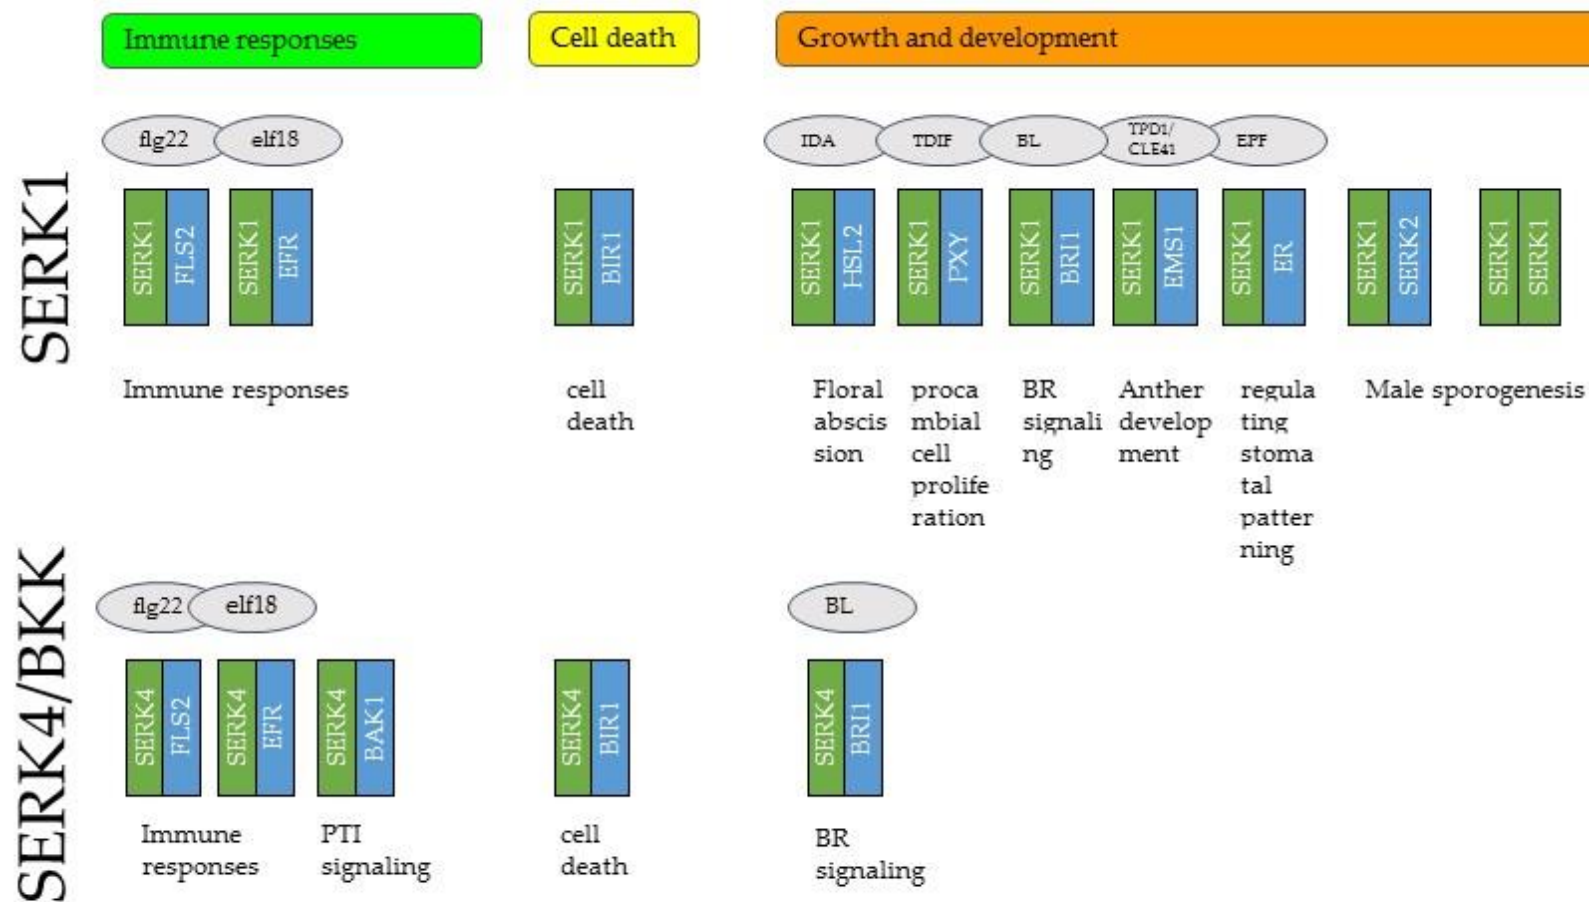 Immune responses
Cell death
Growth and development
SERK1
flg22
elf18
IDA
TDIF
BL
TPD1/
CLE41
EPF
SERK1
FLS2
SERK1
EFR
SERK1
BIR1
SERK1
HSL2
SERK1
PXY
SERK1
BRI1
SERK1
EMS1
SERK1
ER
SERK1
SERK2
SERK1
SERK1
Immune responses
cell
death
Floral
abscis
sion
proca
mbial
cell
prolife
ration
BR
signali
ng
Anther
develop
ment
regula
ting
stoma
tal
patter
ning
Male sporogenesis
SERK4/BKK
flg22
elf18
BL
SERK4
FLS2
SERK4
EFR
SERK4
BAK1
SERK4
BIR1
SERK4
BRI1
Immune
responses
PTI
signaling
cell
death
BR
signaling